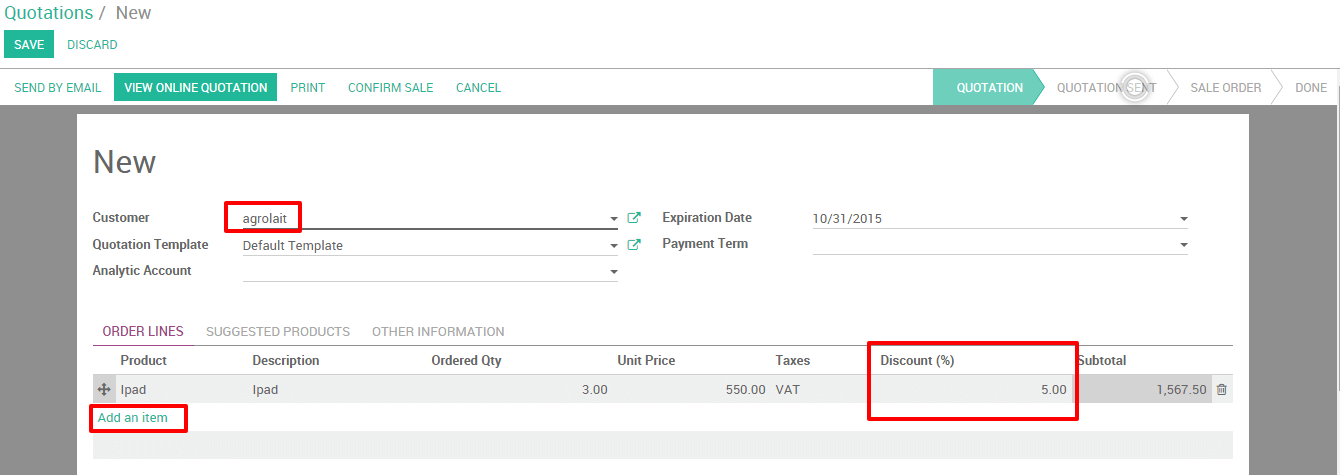 Quotations / New
SAVE DISCARD
SEND BY EMAIL VIEW ONLINE QUOTATION PRINT CONFIRM SALE CANCEL QUOTATION QUOTATION SENT SALE ORDER DONE
New
Customer agrolait Expiration Date 10/31/2015
Quotation Template Default Template Payment Term
Analytic Account
ORDER LINES SUGGESTED PRODUCTS OTHER INFORMATION
Product Description Ordered Qty Unit Price Taxes Discount (%) Subtotal
Ipad Ipad 3.00 550.00 VAT 5.00 1,567.50
Add an item